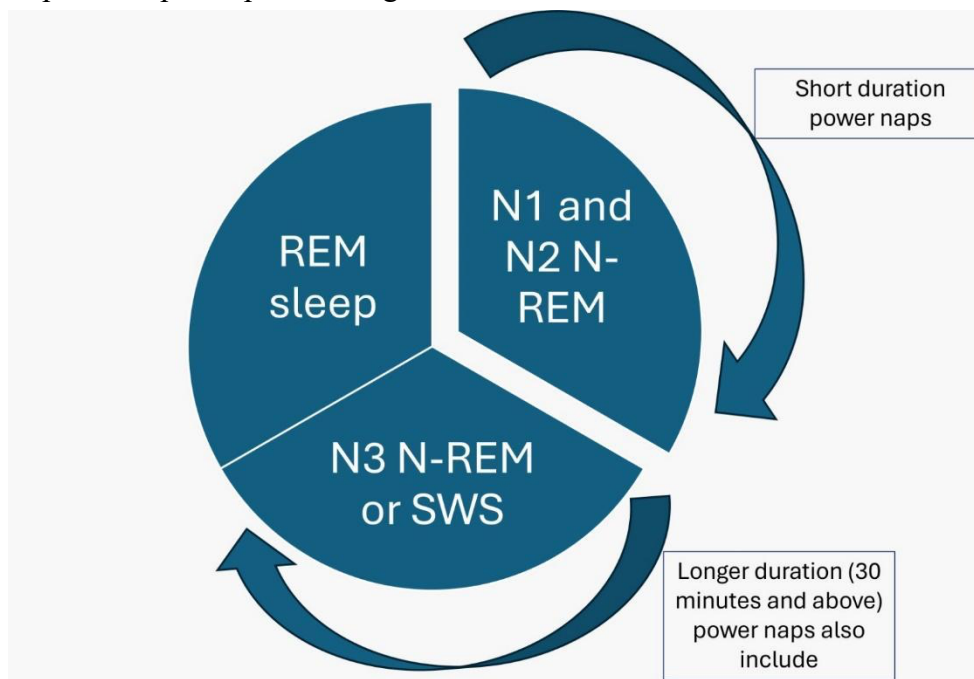 Short duration
power naps
N1 and
N2 N-
REM
REM
sleep
N3 N-REM
or SWS
Longer duration (30
minutes and above)
power naps also
include